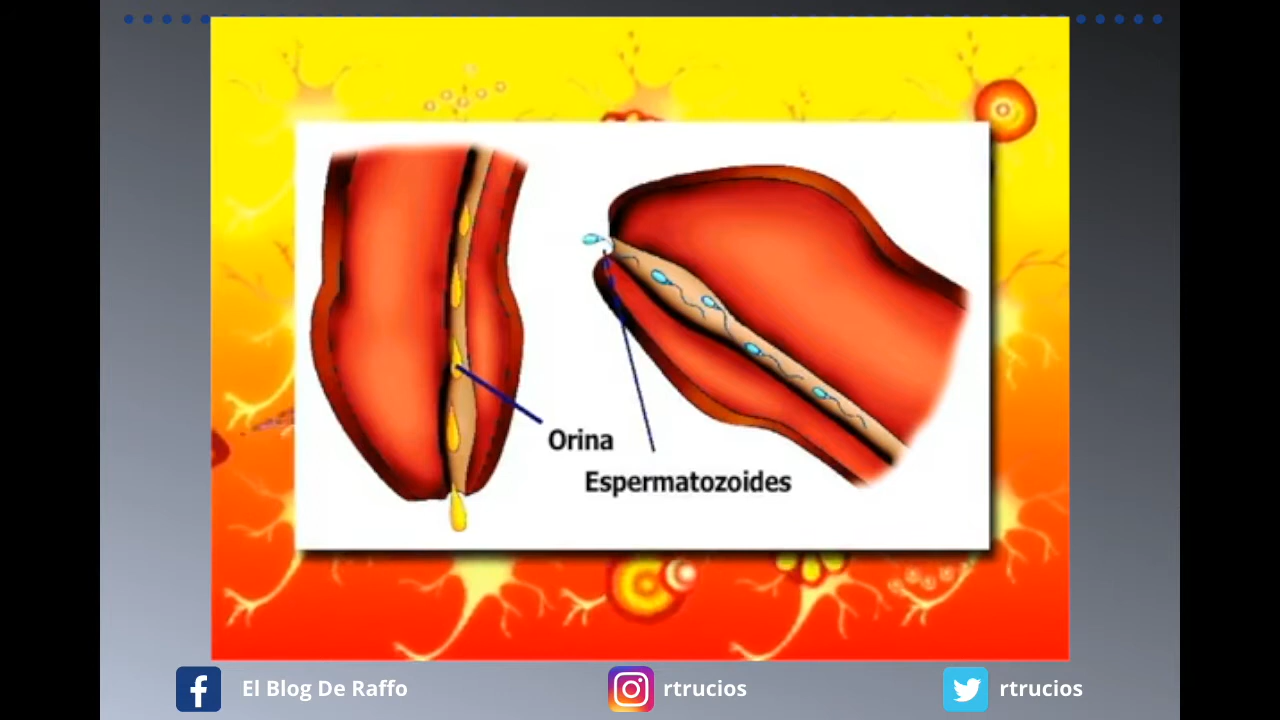 Orina
Espermatozoides
El Blog De Raffo
rtrucios
rtrucios